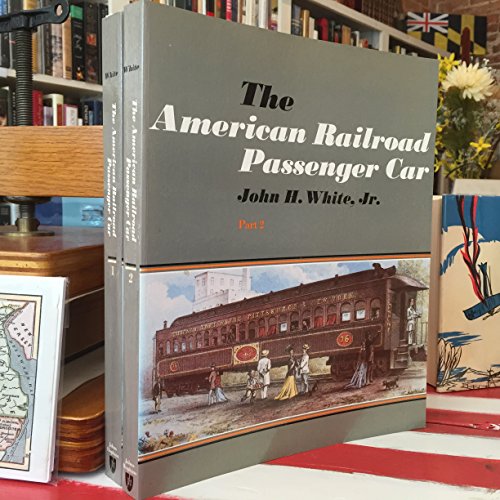 The
American Railroad
Passenger Car
John H. White, Jr.
Part 2
White
The American Railroad
Passenger Car
1
White
The American Railroad
Passenger Car
2
76